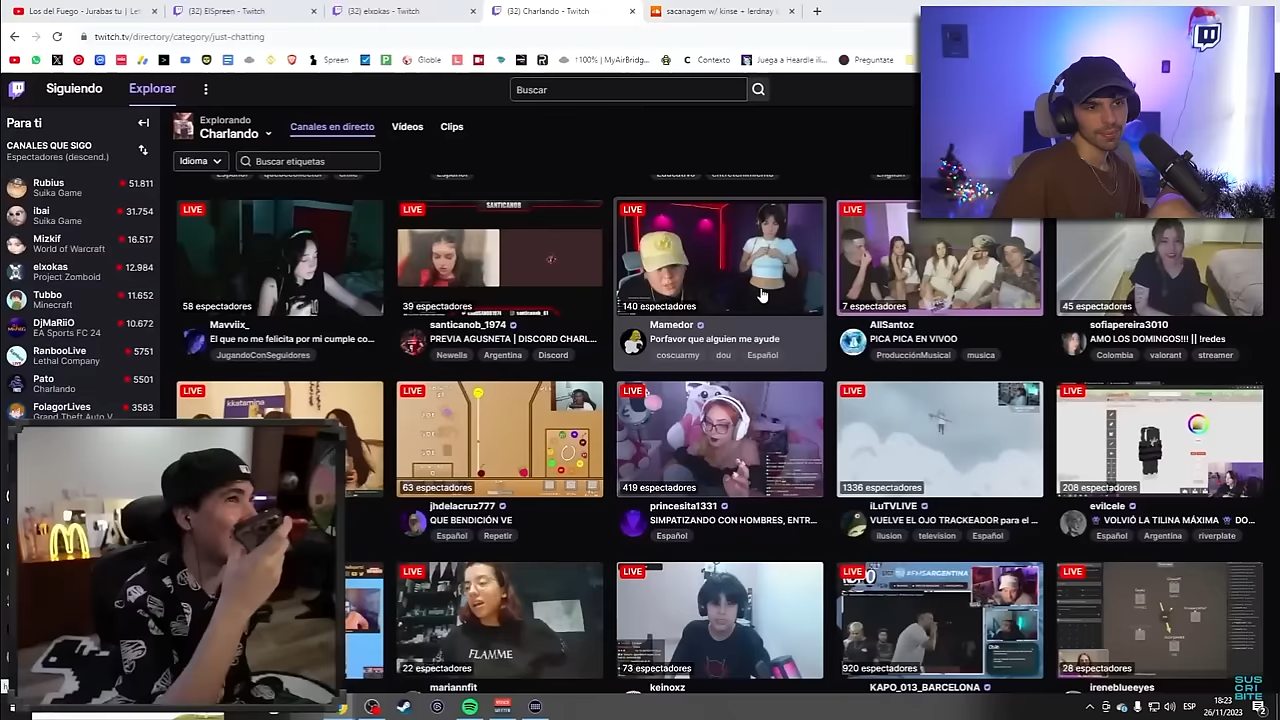 Los del Fuego - Jurabas tu | Let
(32) ElSpreen - Twitch
(32) elxokas - Twitch
(32) Charlando - Twitch
sacanagem w/ kinse + lerdnay
twitch.tv/directory/category/just-chatting
Spreen
Globle
↑100% | MyAirBridg...
Contexto
Juega a Heardle ili...
Preguntate
Siguiendo
Explorar
Buscar
Para ti
CANALES QUE SIGO
Espectadores (descend.)
Rubius
51.811
Suika Game
ibai
31.754
Suika Game
Mizkif
16.517
World of Warcraft
elxokas
12.984
Project Zomboid
Tubbo
11.652
Minecraft
DjMaRiiO
10.672
EA Sports FC 24
RanbooLive
5751
Lethal Company
Pato
5501
Charlando
FolagorLives
3583
Explorando
Charlando
Canales en directo
Vídeos
Clips
Idioma
Buscar etiquetas
LIVE
58 espectadores
Mavviix_
El que no me felicita por mi cumple co...
JugandoConSeguidores
LIVE
SANTICANOB
39 espectadores
santicanob_1974
PREVIA AGUSNETA | DISCORD CHARL...
Newells
Argentina
Discord
LIVE
140 espectadores
Mamedor
Porfavor que alguien me ayude
coscuarmy
dou
Español
LIVE
7 espectadores
AllSantoz
PICA PICA EN VIVOO
ProducciónMusical
musica
45 espectadores
sofiapereira3010
AMO LOS DOMINGOS!!! || !redes
Colombia
valorant
streamer
LIVE
kkatamina
LIVE
63 espectadores
jhdelacruz777
QUE BENDICIÓN VE
Español
Repetir
LIVE
419 espectadores
princesita1331
SIMPATIZANDO CON HOMBRES, ENTR...
Español
LIVE
1336 espectadores
iLuTVLIVE
VUELVE EL OJO TRACKEADOR para el ...
ilusion
television
Español
LIVE
208 espectadores
evilcele
VOLVIÓ LA TILINA MÁXIMA
DO...
Español
Argentina
riverplate
LIVE
FLAMME
22 espectadores
mariannfit
LIVE
73 espectadores
keinoxz
LIVE
#FMSARGENTINA
920 espectadores
KAPO_013_BARCELONA
LIVE
28 espectadores
ireneblueeyes
SUS
CRI
BITE
ESP
18:23
26/11/2023